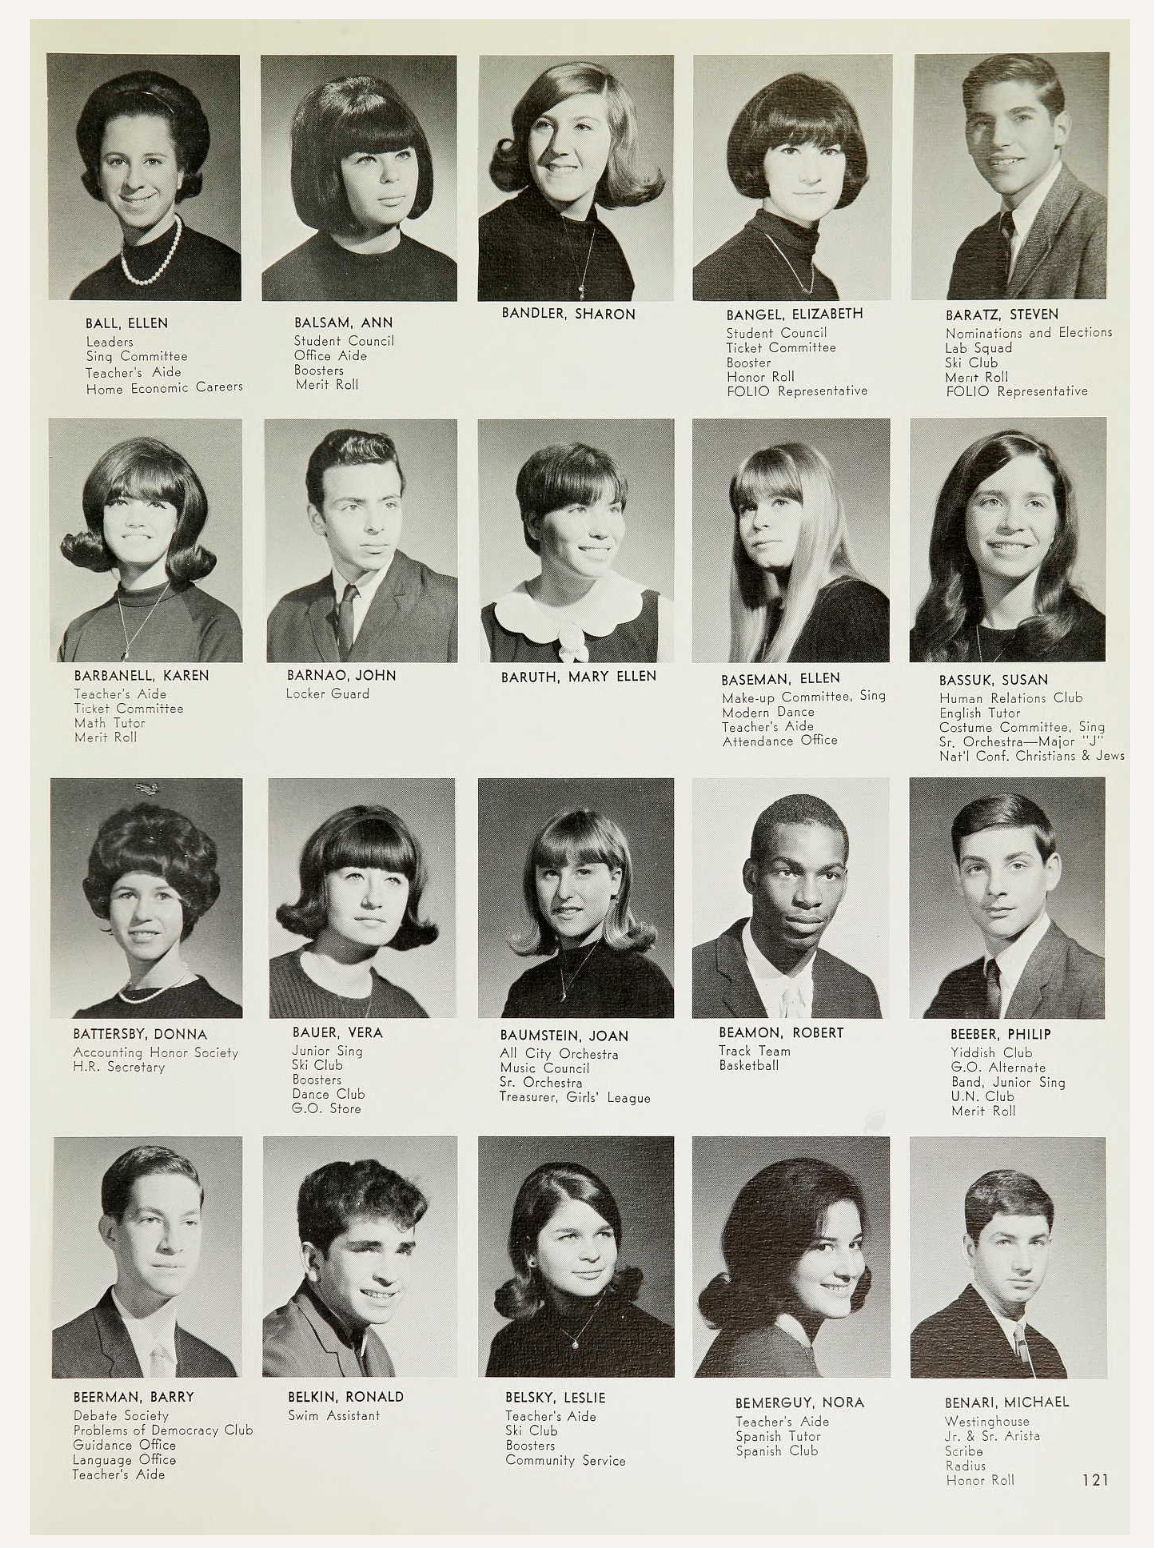 BALL, ELLEN
Leaders
Sing Committee
Teacher's Aide
Home Economic Careers
BALSAM, ANN
Student Council
Office Aide
Boosters
Merit Roll
BANDLER, SHARON
BANGEL, ELIZABETH
Student Council
Ticket Committee
Booster
Honor Roll
FOLIO Representative
BARATZ, STEVEN
Nominations and Elections
Lab Squad
Ski Club
Merit Roll
FOLIO Representative
BARBANELL, KAREN
Teacher's Aide
Ticket Committee
Math Tutor
Merit Roll
BARNAO, JOHN
Locker Guard
BARUTH, MARY ELLEN
BASEMAN, ELLEN
Make-up Committee, Sing
Modern Dance
Teacher's Aide
Attendance Office
BASSUK, SUSAN
Human Relations Club
English Tutor
Costume Committee, Sing
Sr. Orchestra—Major "J"
Nat'l Conf. Christians & Jews
BATTERSBY, DONNA
Accounting Honor Society
H.R. Secretary
BAUER, VERA
Junior Sing
Ski Club
Boosters
Dance Club
G.O. Store
BAUMSTEIN, JOAN
All City Orchestra
Music Council
Sr. Orchestra
Treasurer, Girls' League
BEAMON, ROBERT
Track Team
Basketball
BEEBER, PHILIP
Yiddish Club
G.O. Alternate
Band, Junior Sing
U.N. Club
Merit Roll
BEERMAN, BARRY
Debate Society
Problems of Democracy Club
Guidance Office
Language Office
Teacher's Aide
BELKIN, RONALD
Swim Assistant
BELSKY, LESLIE
Teacher's Aide
Ski Club
Boosters
Community Service
BEMERGUY, NORA
Teacher's Aide
Spanish Tutor
Spanish Club
BENARI, MICHAEL
Westinghouse
Jr. & Sr. Arista
Scribe
Radius
Honor Roll
121